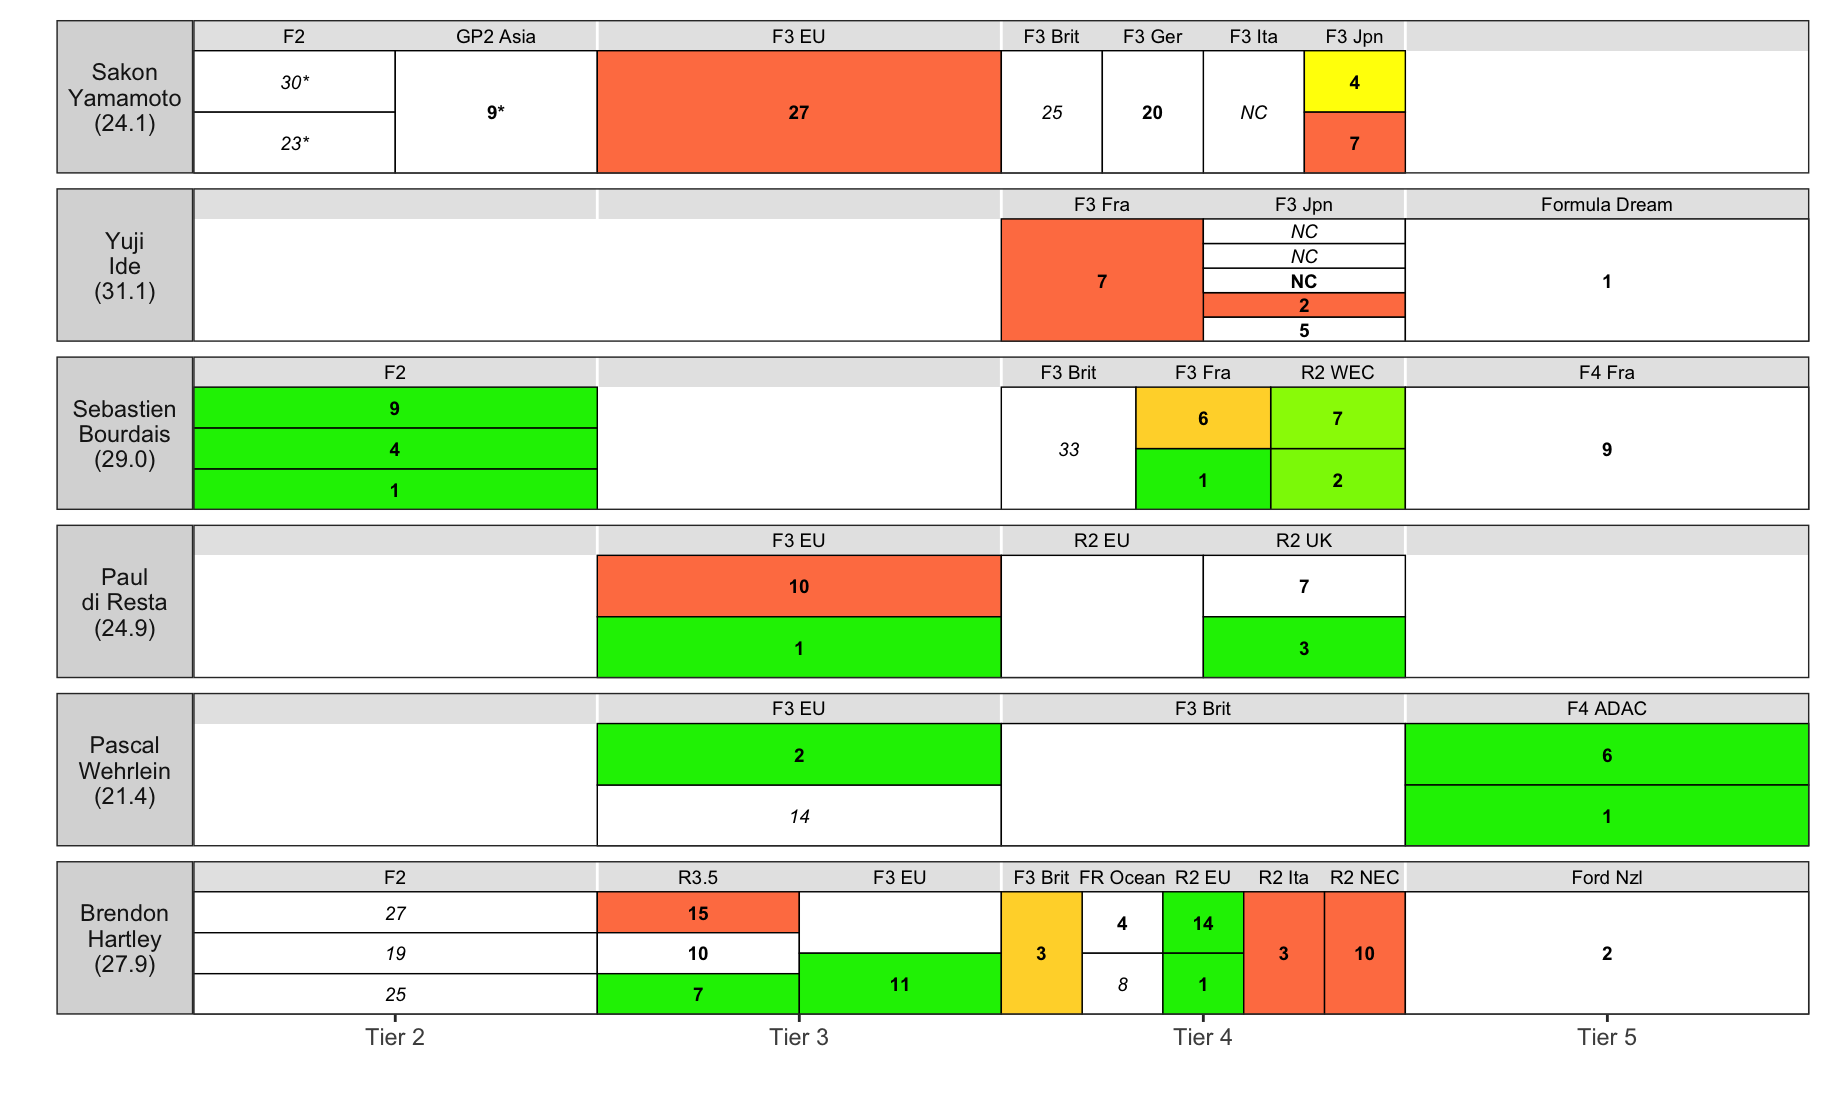 F2 GP2 Asia F3 EU F3 Brit F3 Ger F3 Ita F3 Jpn
Sakon
Yamamoto
(24.1)
30* 4
9* 27 25 20 NC
23* 7
F3 Fra F3 Jpn Formula Dream
Yuji
Ide
(31.1)
NC
NC
7 NC 1
2
5
F2 F3 Brit F3 Fra R2 WEC F4 Fra
Sebastien
Bourdais
(29.0)
9 6 7
4 33 9
1 1 2
F3 EU R2 EU R2 UK
Paul
di Resta
(24.9)
10 7
1 3
F3 EU F3 Brit F4 ADAC
Pascal
Wehrlein
(21.4)
2 6
14 1
F2 R3.5 F3 EU F3 Brit FR Ocean R2 EU R2 Ita R2 NEC Ford Nzl
Brendon
Hartley
(27.9)
27 15 4 14
19 10 3 3 10 2
25 7 11 8 1
Tier 2 Tier 3 Tier 4 Tier 5